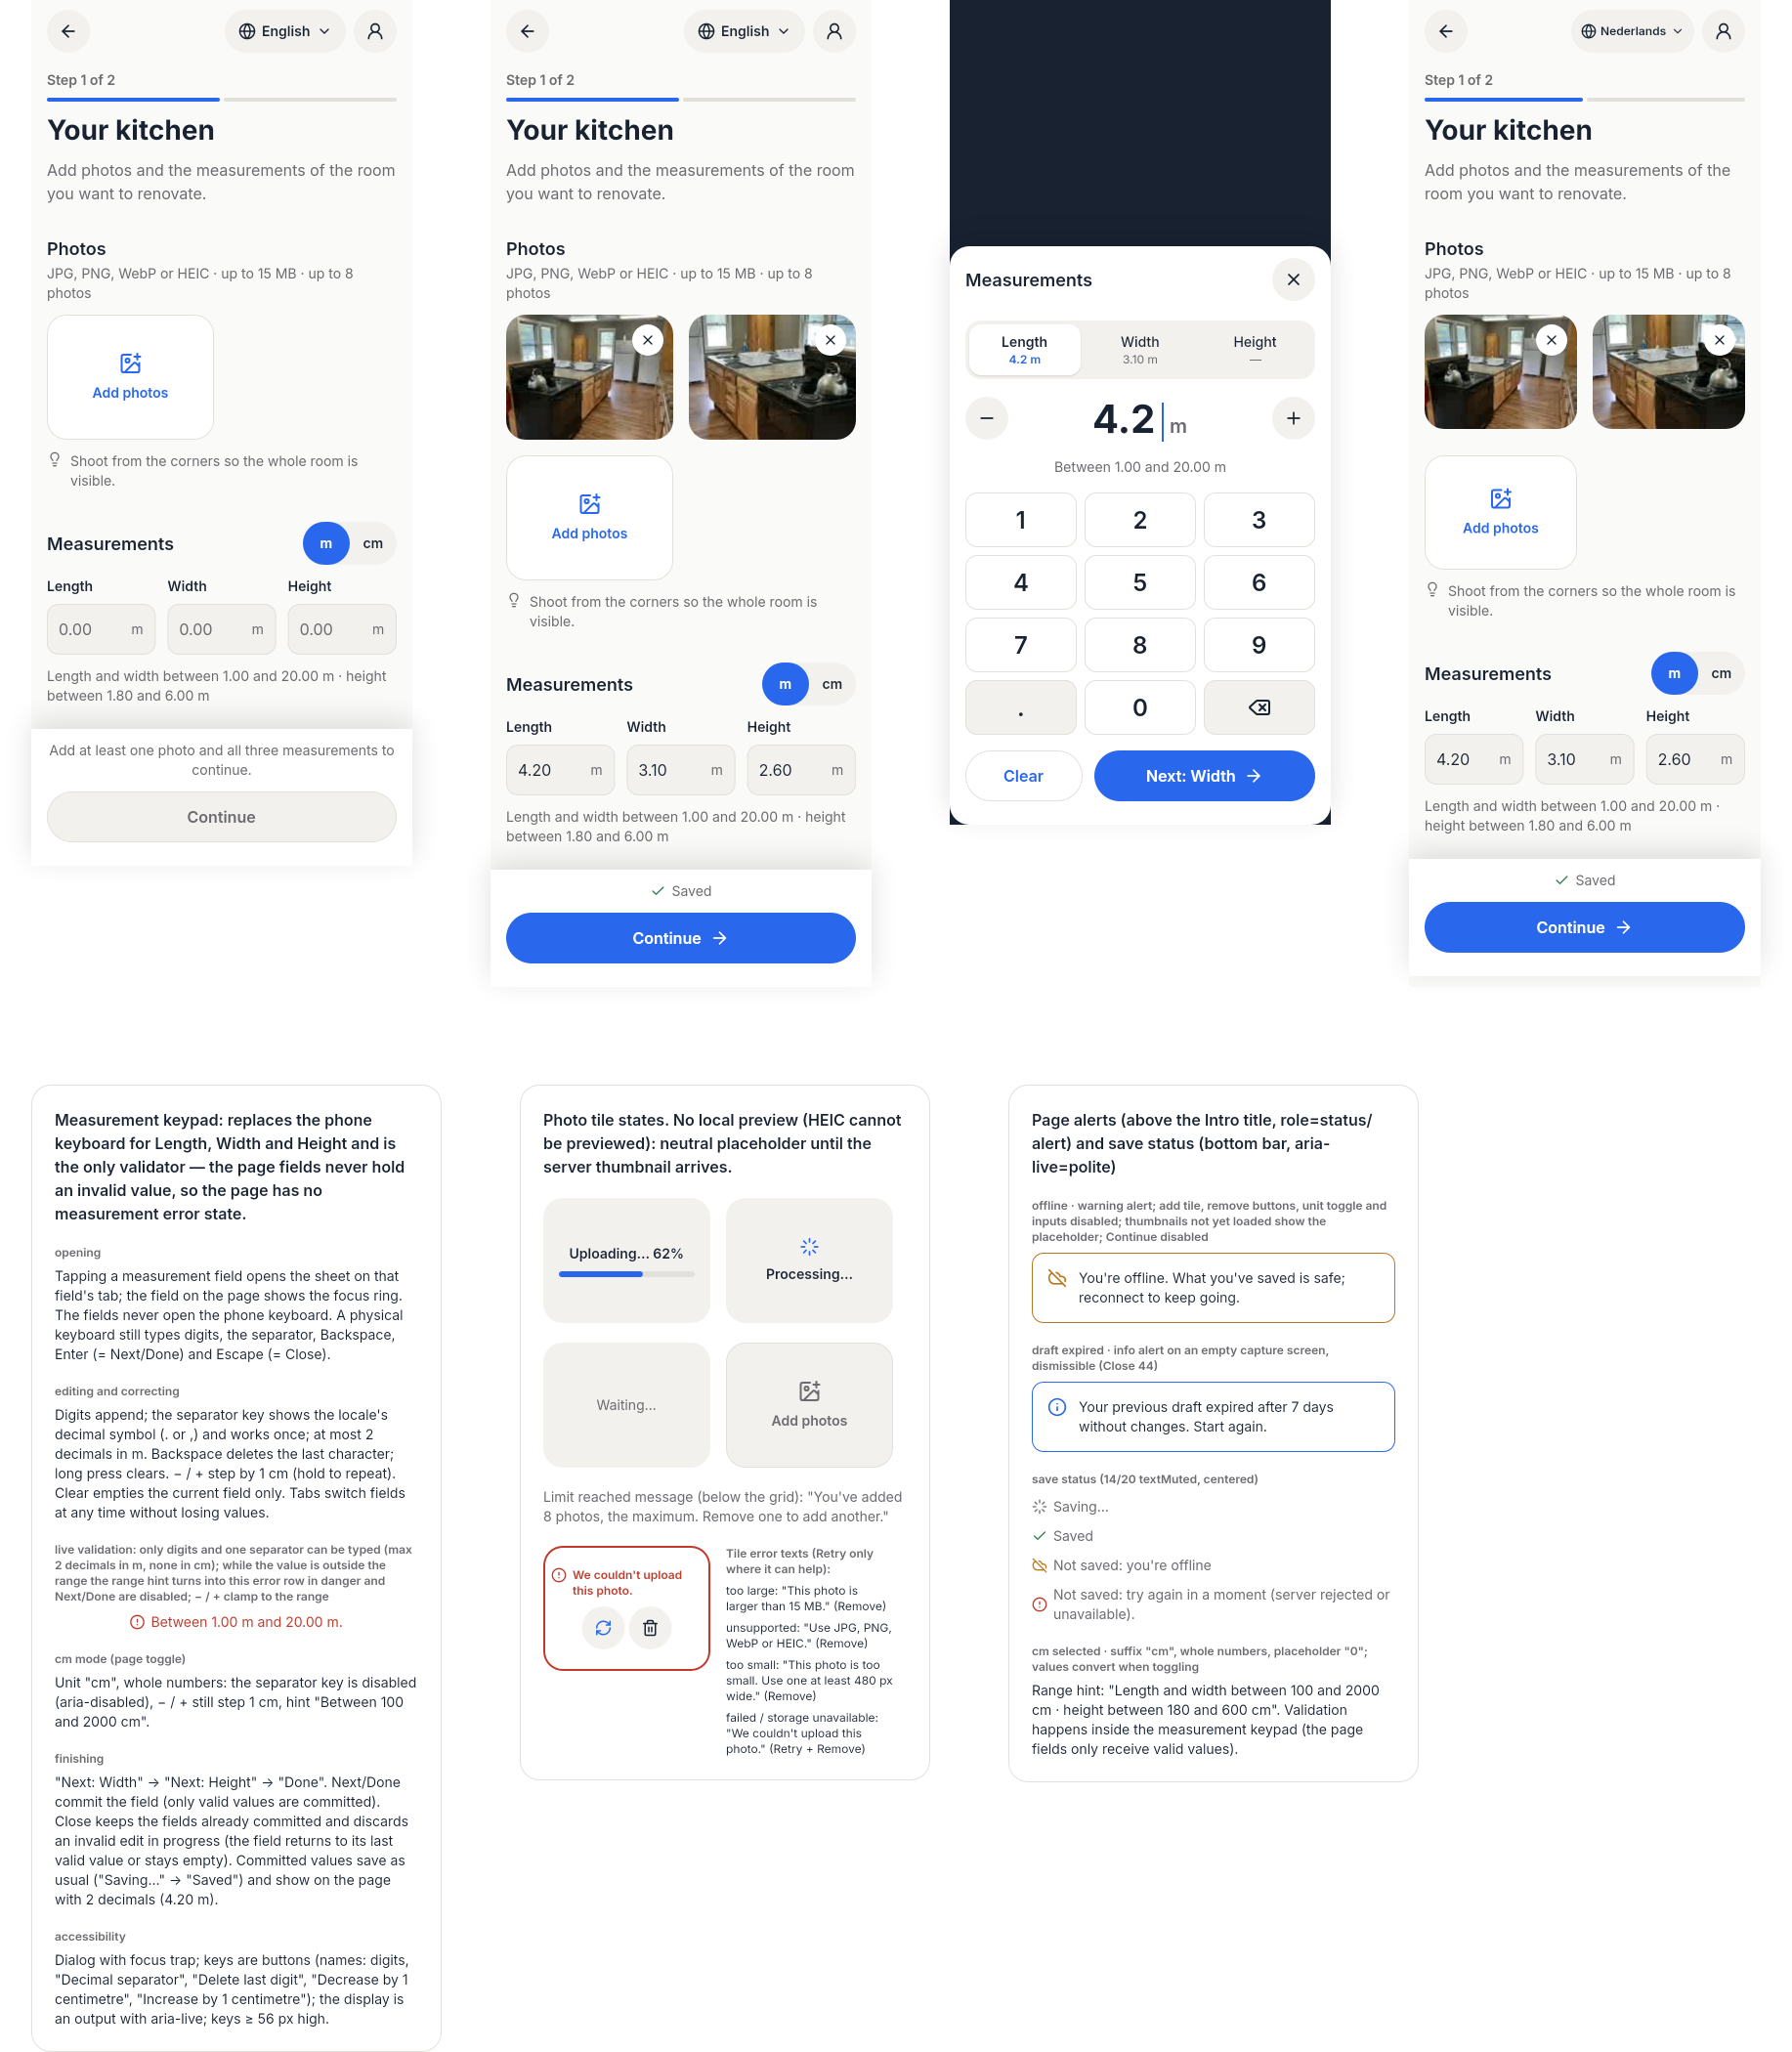 English
Step 1 of 2
Your kitchen
Add photos and the measurements of the room
you want to renovate.
Photos
JPG, PNG, WebP or HEIC · up to 15 MB · up to 8
photos
Add photos
Shoot from the corners so the whole room is
visible.
Measurements
m
cm
Length
Width
Height
0.00 m
0.00 m
0.00 m
Length and width between 1.00 and 20.00 m · height
between 1.80 and 6.00 m
Add at least one photo and all three measurements to
continue.
Continue
English
Step 1 of 2
Your kitchen
Add photos and the measurements of the room
you want to renovate.
Photos
JPG, PNG, WebP or HEIC · up to 15 MB · up to 8
photos
Add photos
Shoot from the corners so the whole room is
visible.
Measurements
m
cm
Length
Width
Height
4.20 m
3.10 m
2.60 m
Length and width between 1.00 and 20.00 m · height
between 1.80 and 6.00 m
Saved
Continue
Measurements
Length
Width
Height
4.2 m
3.10 m
—
4.2 m
Between 1.00 and 20.00 m
1
2
3
4
5
6
7
8
9
.
0
Clear
Next: Width
Nederlands
Step 1 of 2
Your kitchen
Add photos and the measurements of the
room you want to renovate.
Photos
JPG, PNG, WebP or HEIC · up to 15 MB · up to 8
photos
Add photos
Shoot from the corners so the whole room is
visible.
Measurements
m
cm
Length
Width
Height
4.20 m
3.10 m
2.60 m
Length and width between 1.00 and 20.00 m ·
height between 1.80 and 6.00 m
Saved
Continue
Measurement keypad: replaces the phone
keyboard for Length, Width and Height and is
the only validator — the page fields never hold
an invalid value, so the page has no
measurement error state.
opening
Tapping a measurement field opens the sheet on that
field's tab; the field on the page shows the focus ring.
The fields never open the phone keyboard. A physical
keyboard still types digits, the separator, Backspace,
Enter (= Next/Done) and Escape (= Close).
editing and correcting
Digits append; the separator key shows the locale's
decimal symbol (. or ,) and works once; at most 2
decimals in m. Backspace deletes the last character;
long press clears. − / + step by 1 cm (hold to repeat).
Clear empties the current field only. Tabs switch fields
at any time without losing values.
live validation: only digits and one separator can be typed (max
2 decimals in m, none in cm); while the value is outside the
range the range hint turns into this error row in danger and
Next/Done are disabled; − / + clamp to the range
Between 1.00 m and 20.00 m.
cm mode (page toggle)
Unit "cm", whole numbers: the separator key is disabled
(aria-disabled), − / + still step 1 cm, hint "Between 100
and 2000 cm".
finishing
"Next: Width" → "Next: Height" → "Done". Next/Done
commit the field (only valid values are committed).
Close keeps the fields already committed and discards
an invalid edit in progress (the field returns to its last
valid value or stays empty). Committed values save as
usual ("Saving…" → "Saved") and show on the page
with 2 decimals (4.20 m).
accessibility
Dialog with focus trap; keys are buttons (names: digits,
"Decimal separator", "Delete last digit", "Decrease by 1
centimetre", "Increase by 1 centimetre"); the display is
an output with aria-live; keys ≥ 56 px high.
Photo tile states. No local preview (HEIC cannot
be previewed): neutral placeholder until the
server thumbnail arrives.
Uploading… 62%
Processing…
Waiting…
Add photos
Limit reached message (below the grid): "You've added
8 photos, the maximum. Remove one to add another."
We couldn't upload
this photo.
Tile error texts (Retry only
where it can help):
too large: "This photo is
larger than 15 MB." (Remove)
unsupported: "Use JPG, PNG,
WebP or HEIC." (Remove)
too small: "This photo is too
small. Use one at least 480 px
wide." (Remove)
failed / storage unavailable:
"We couldn't upload this
photo." (Retry + Remove)
Page alerts (above the Intro title, role=status/
alert) and save status (bottom bar, aria-
live=polite)
offline · warning alert; add tile, remove buttons, unit toggle and
inputs disabled; thumbnails not yet loaded show the
placeholder; Continue disabled
You're offline. What you've saved is safe;
reconnect to keep going.
draft expired · info alert on an empty capture screen,
dismissible (Close 44)
Your previous draft expired after 7 days
without changes. Start again.
save status (14/20 textMuted, centered)
Saving…
Saved
Not saved: you're offline
Not saved: try again in a moment (server rejected or
unavailable).
cm selected · suffix "cm", whole numbers, placeholder "0";
values convert when toggling
Range hint: "Length and width between 100 and 2000
cm · height between 180 and 600 cm". Validation
happens inside the measurement keypad (the page
fields only receive valid values).